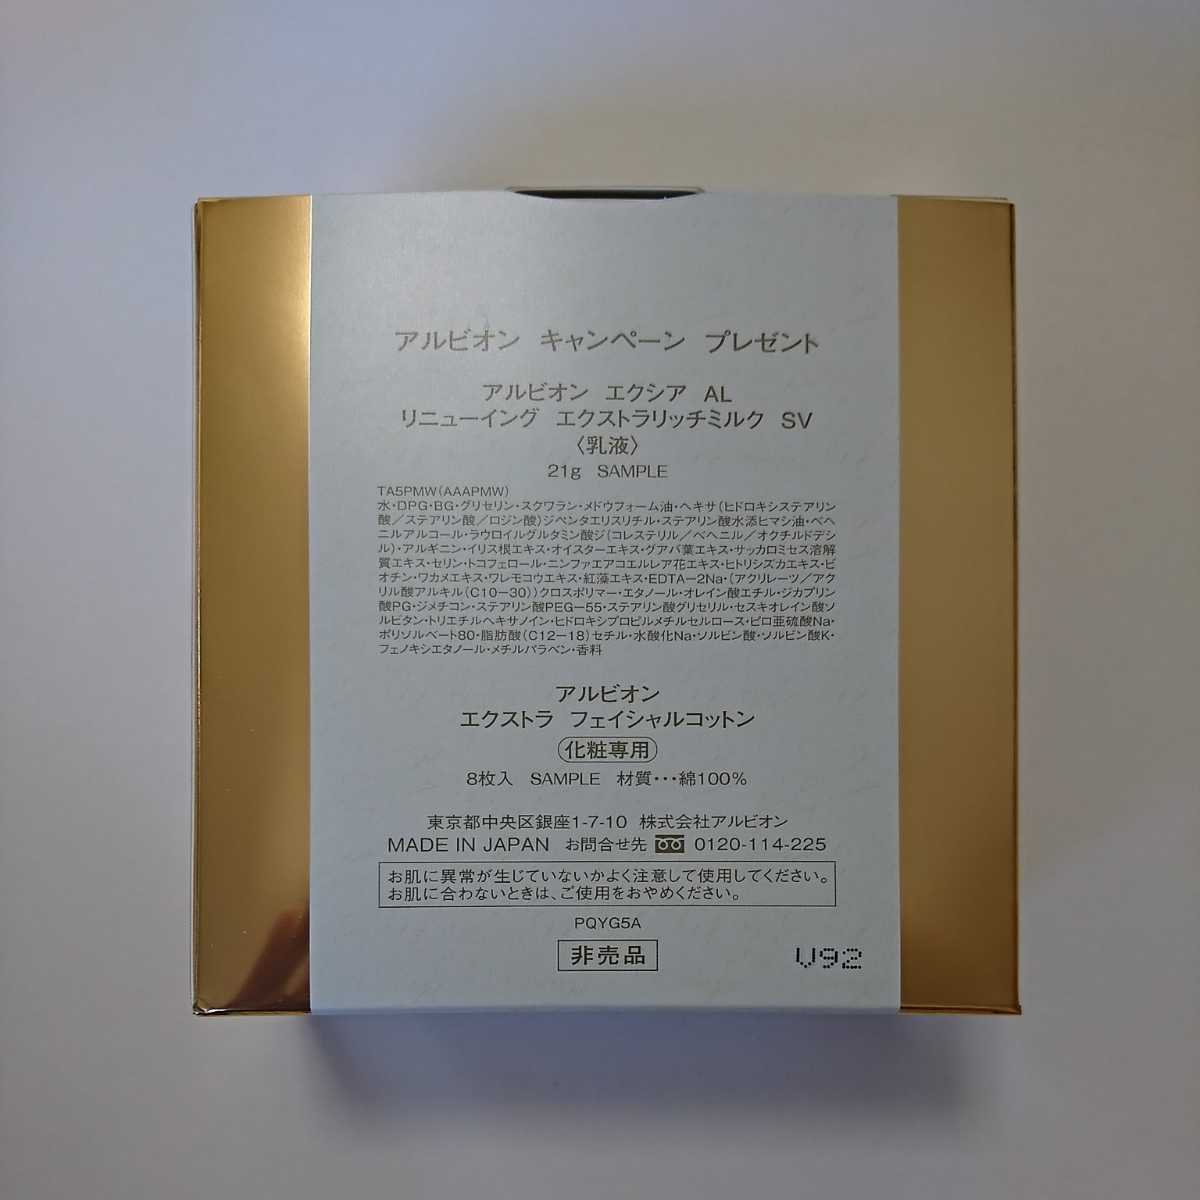 アルビオン キャンペーン プレゼント
アルビオン エクシア AL
リニューイング エクストラリッチミルク SV
〈乳液〉
21g SAMPLE
TA5PMW(AAAPMW)
水・DPG・BG・グリセリン・スクワラン・メドウフォーム油・ヘキサ(ヒドロキシステアリン
酸／ステアリン酸／ロジン酸)ジペンタエリスリチル・ステアリン酸水添ヒマシ油・ベヘ
ニルアルコール・ラウロイルグルタミン酸ジ(コレステリル／ベヘニル／オクチルドデシ
ル)・アルギニン・イリス根エキス・オイスターエキス・グアバ葉エキス・サッカロミセス溶解
質エキス・セリン・トコフェロール・ニンファエアコエルレア花エキス・ヒトリシズカエキス・ビ
オチン・ワカメエキス・ワレモコウエキス・紅藻エキス・EDTA－2Na・(アクリレーツ／アク
リル酸アルキル(C10－30))クロスポリマー・エタノール・オレイン酸エチル・ジカプリン
酸PG・ジメチコン・ステアリン酸PEG－55・ステアリン酸グリセリル・セスキオレイン酸ソ
ルビタン・トリエチルヘキサノイン・ヒドロキシプロピルメチルセルロース・ピロ亜硫酸Na・
ポリソルベート80・脂肪酸(C12－18)セチル・水酸化Na・ソルビン酸・ソルビン酸K・
フェノキシエタノール・メチルパラベン・香料
アルビオン
エクストラ フェイシャルコットン
化粧専用
8枚入 SAMPLE 材質・・・綿100%
東京都中央区銀座1-7-10 株式会社アルビオン
MADE IN JAPAN お問合せ先 0120-114-225
お肌に異常が生じていないかよく注意して使用してください。
お肌に合わないときは、ご使用をおやめください。
PQYG5A
非売品
V92